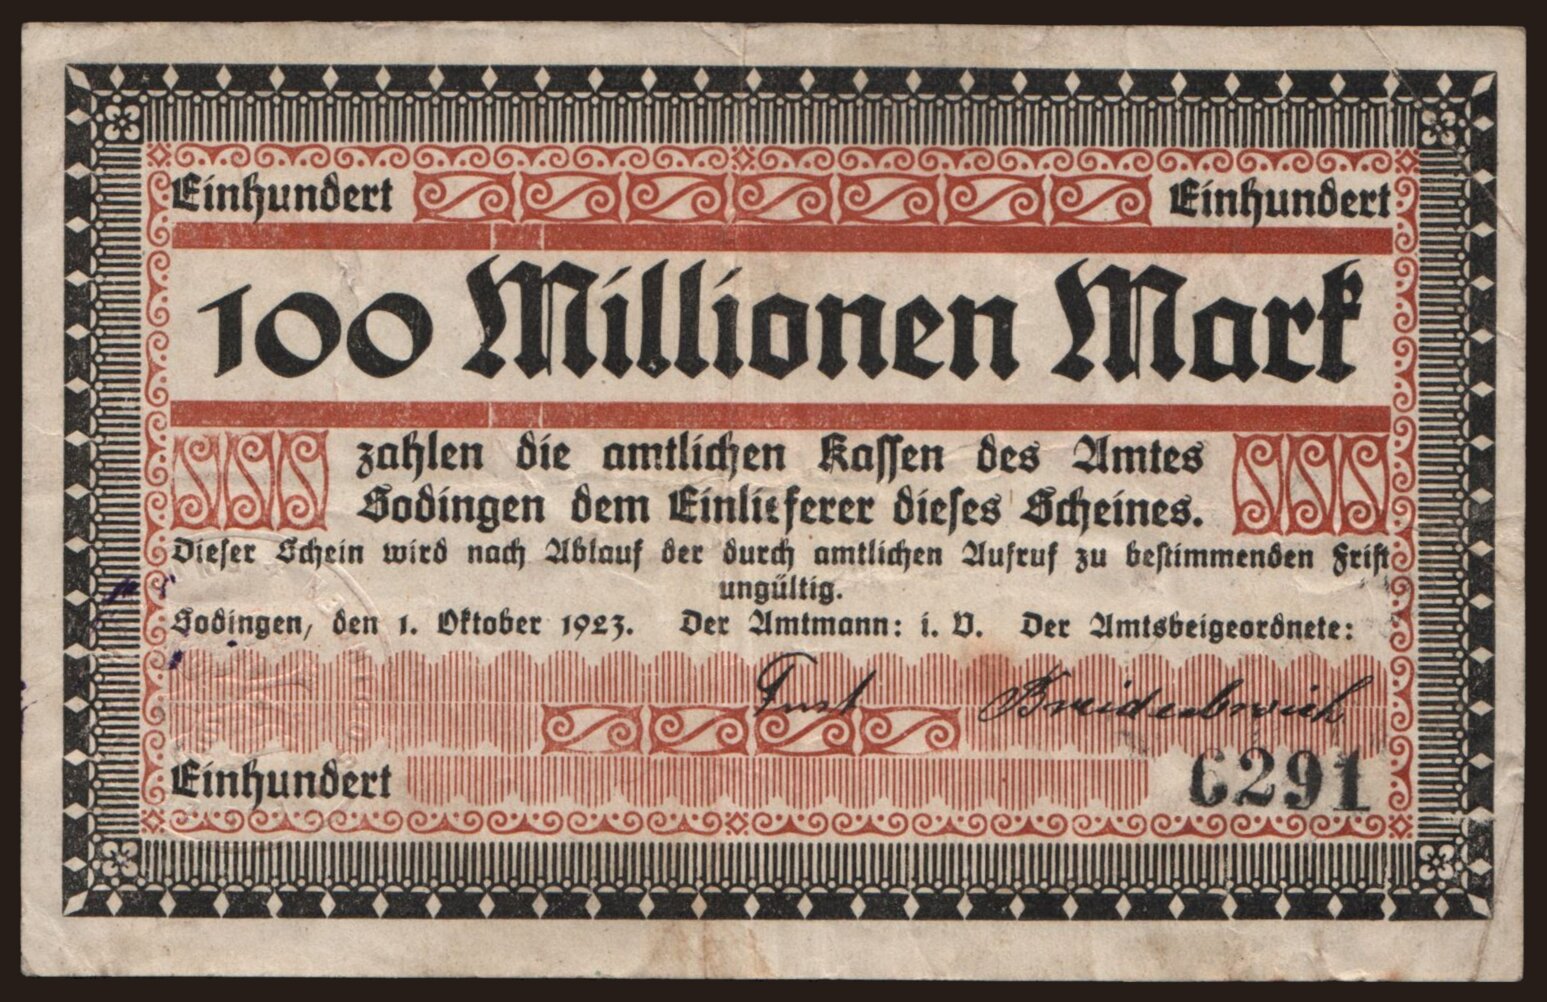 Einhundert Einhundert
100 Millionen Mark
zahlen die amtlichen Kassen des Amtes
Sodingen dem Einlieferer dieses Scheines.
Dieser Schein wird nach Ablauf der durch amtlichen Aufruf zu bestimmenden Frist
ungültig.
Sodingen, den 1. Oktober 1923. Der Amtmann: i. V. Der Amtsbeigeordnete:
6291
Einhundert